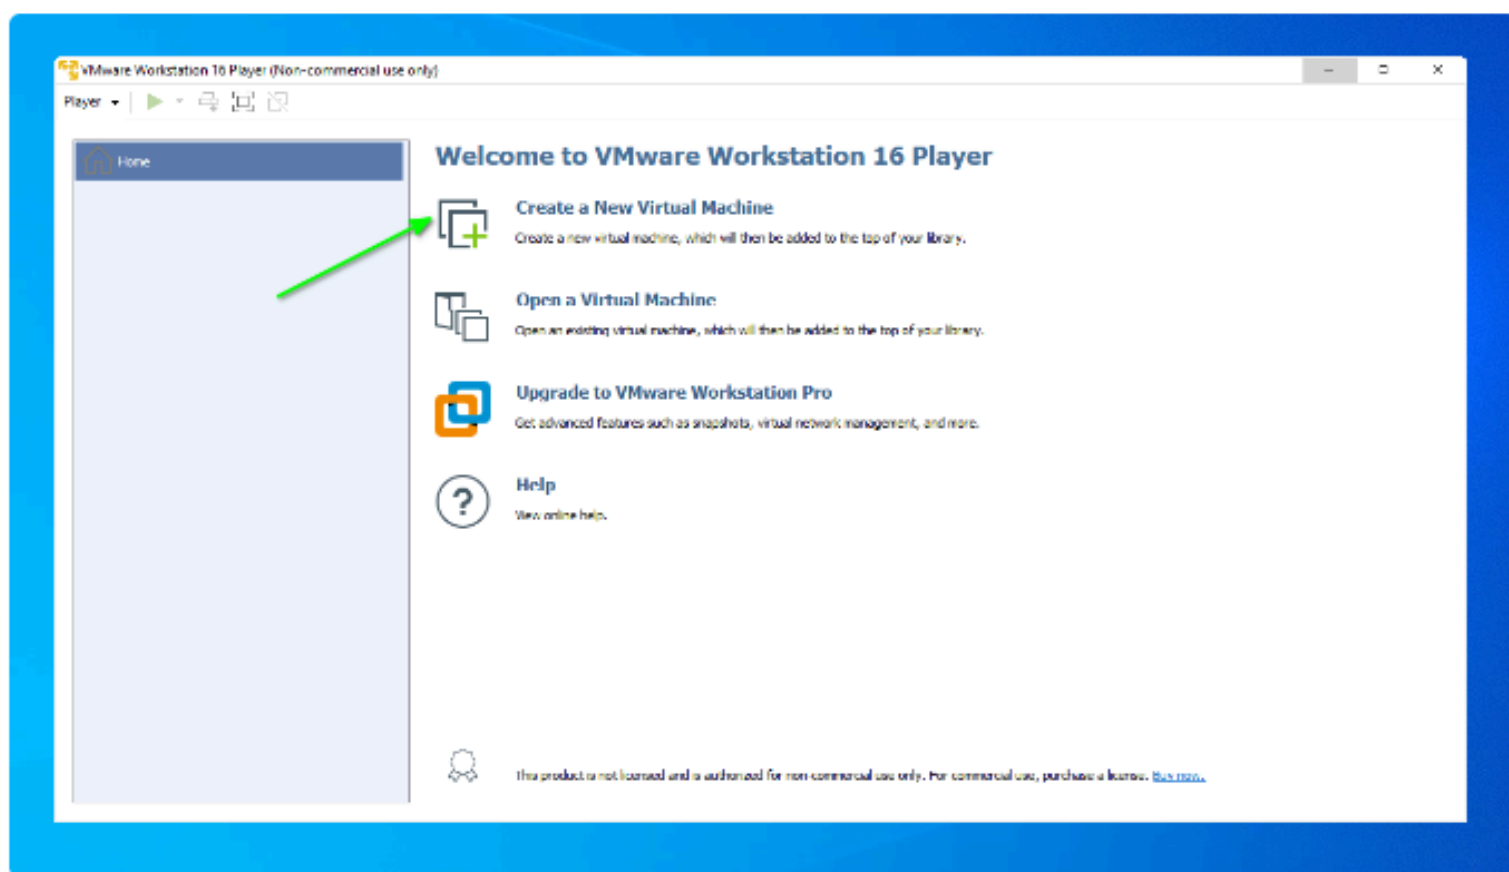 VMware Workstation 16 Player (Non-commercial use only)
Player
Home
Welcome to VMware Workstation 16 Player
Create a New Virtual Machine
Create a new virtual machine, which will then be added to the top of your library.
Open a Virtual Machine
Open an existing virtual machine, which will then be added to the top of your library.
Upgrade to VMware Workstation Pro
Get advanced features such as snapshots, virtual network management, and more.
?
Help
View online help.
This product is not licensed and is authorized for non-commercial use only. For commercial use, purchase a license. Buy now.